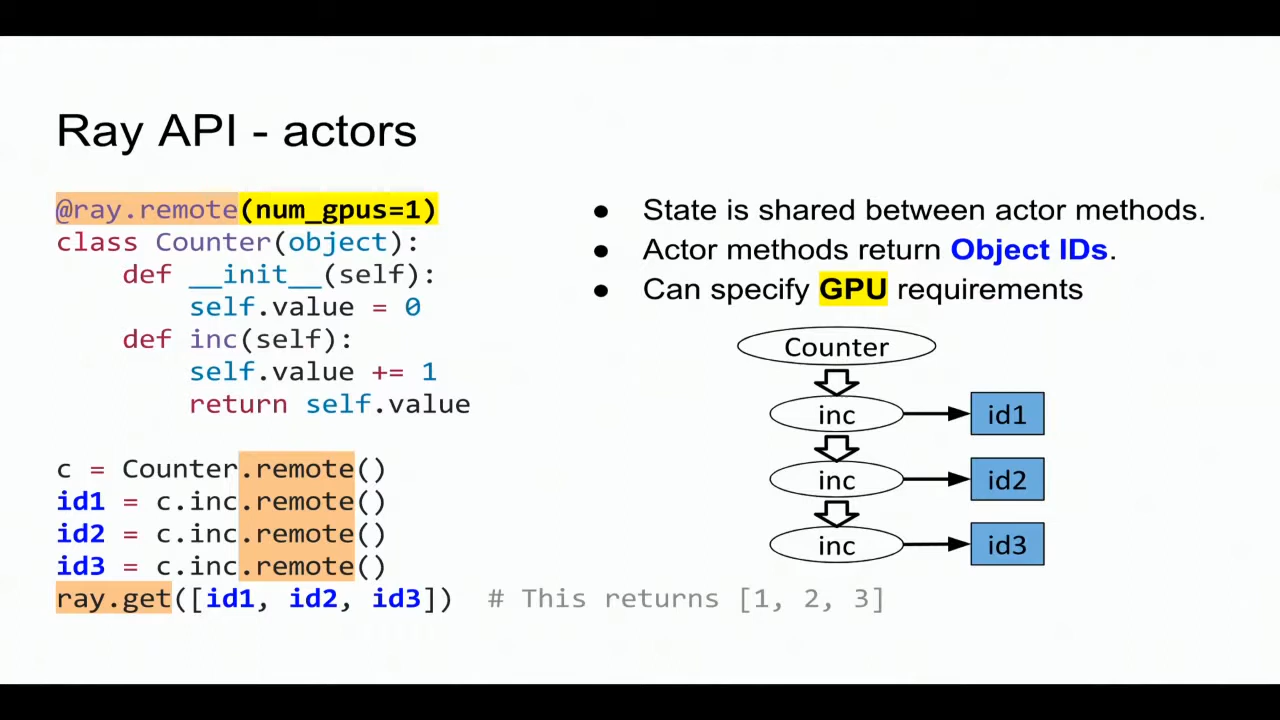 Ray API - actors
@ray.remote(num_gpus=1)
class Counter(object):
    def __init__(self):
        self.value = 0
    def inc(self):
        self.value += 1
        return self.value
c = Counter.remote()
id1 = c.inc.remote()
id2 = c.inc.remote()
id3 = c.inc.remote()
ray.get([id1, id2, id3])  # This returns [1, 2, 3]
● State is shared between actor methods.
● Actor methods return Object IDs.
● Can specify GPU requirements
Counter
inc id1
inc id2
inc id3